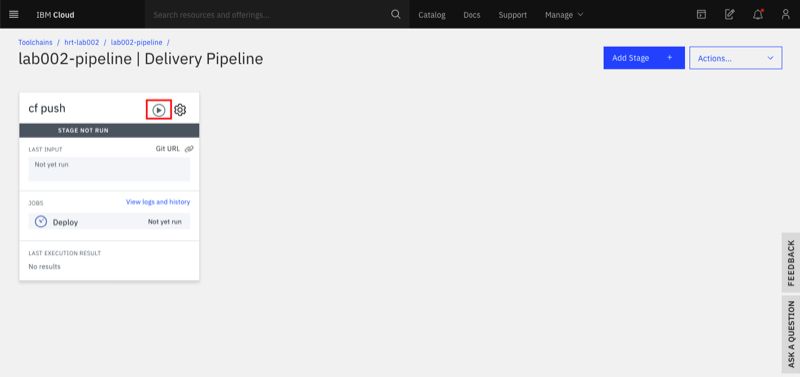 IBM Cloud
Search resources and offerings...
Catalog
Docs
Support
Manage
Toolchains / hrt-lab002 / lab002-pipeline /
lab002-pipeline | Delivery Pipeline
Add Stage +
Actions...
cf push
STAGE NOT RUN
LAST INPUT Git URL
Not yet run
JOBS View logs and history
Deploy Not yet run
LAST EXECUTION RESULT
No results
FEEDBACK
ASK A QUESTION